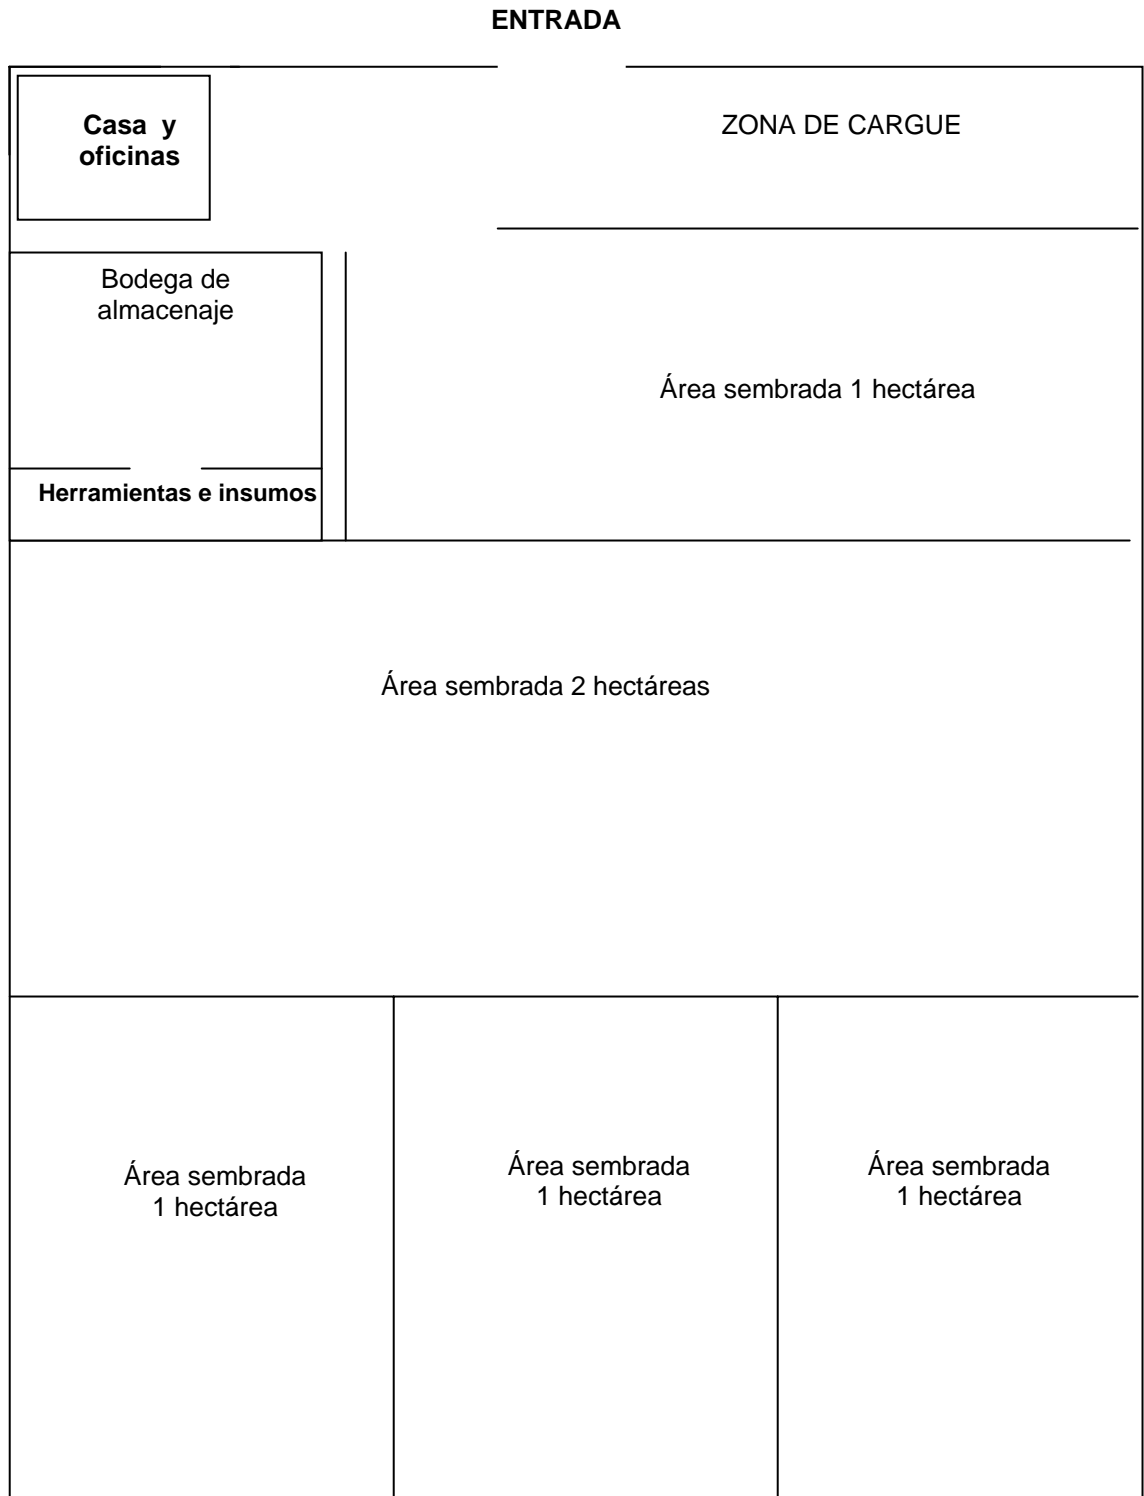 ENTRADA
Casa y
oficinas
ZONA DE CARGUE
Bodega de
almacenaje
Área sembrada 1 hectárea
Herramientas e insumos
Área sembrada 2 hectáreas
Área sembrada
1 hectárea
Área sembrada
1 hectárea
Área sembrada
1 hectárea